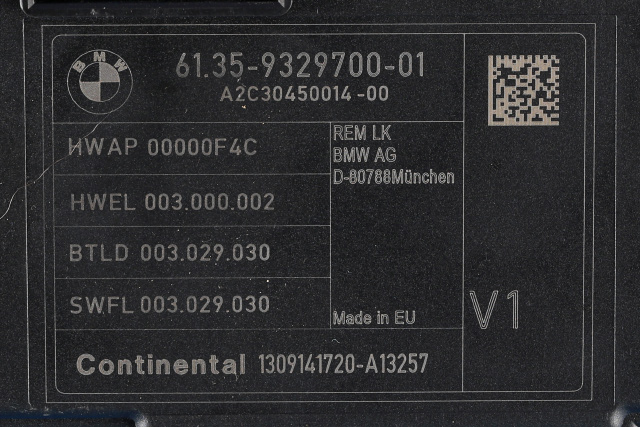 BMW
61.35-9329700-01
A2C30450014-00
HWAP 00000F4C
HWEL 003.000.002
BTLD 003.029.030
SWFL 003.029.030
REM LK
BMW AG
D-80788München
Made in EU
V1
Continental 1309141720-A13257